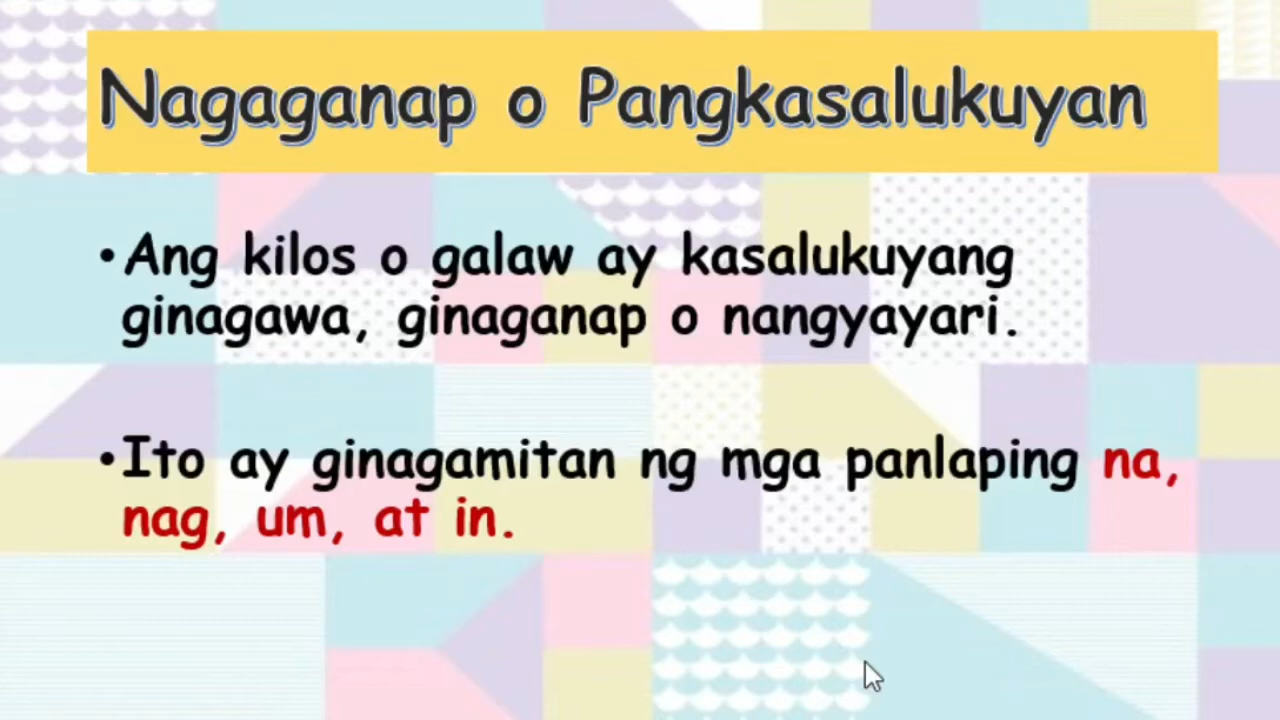 Nagaganap o Pangkasalukuyan
•Ang kilos o galaw ay kasalukuyang
ginagawa, ginaganap o nangyayari.
•Ito ay ginagamitan ng mga panlaping na,
nag, um, at in.